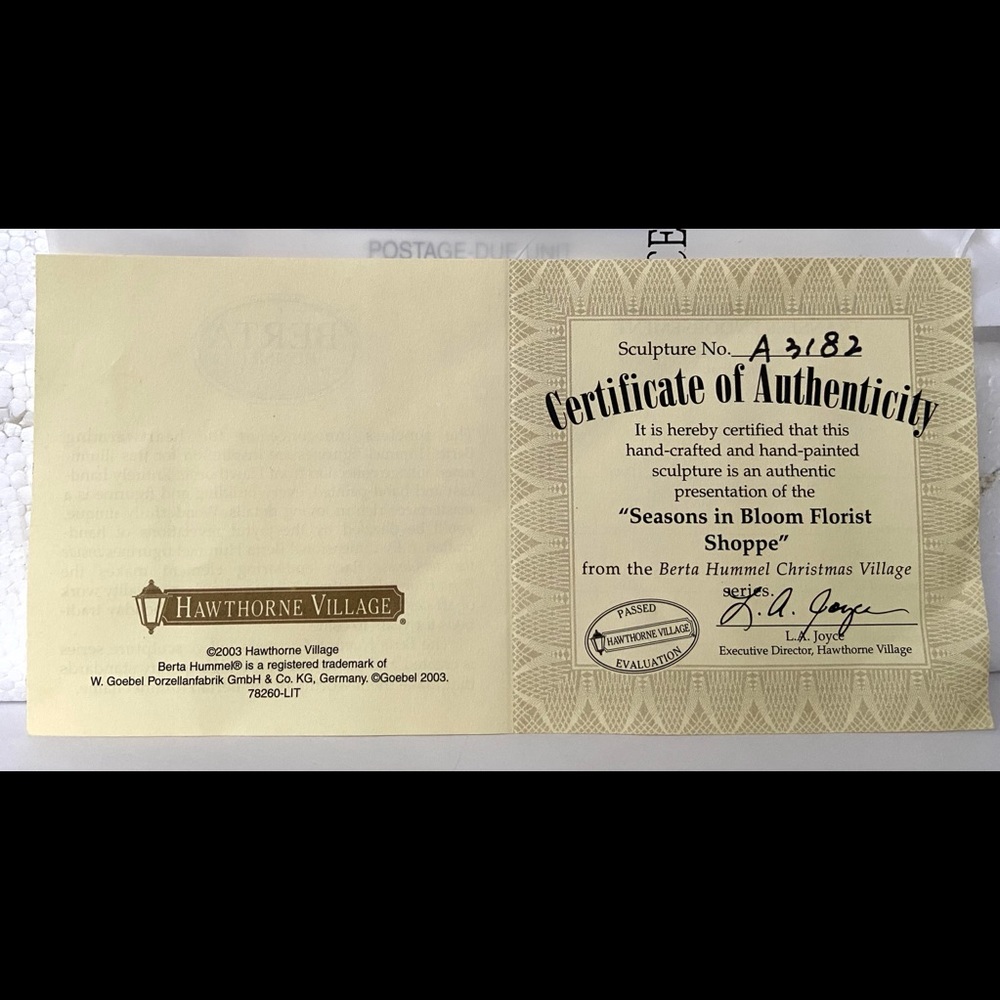 POSTAGE-DUE UNIT
HAWTHORNE VILLAGE®
©2003 Hawthorne Village
Berta Hummel® is a registered trademark of
W. Goebel Porzellanfabrik GmbH & Co. KG, Germany. ©Goebel 2003.
78260-LIT
Sculpture No. A 3182
Certificate of Authenticity
It is hereby certified that this
hand-crafted and hand-painted
sculpture is an authentic
presentation of the
“Seasons in Bloom Florist
Shoppe”
from the Berta Hummel Christmas Village
series.
PASSED
HAWTHORNE VILLAGE
EVALUATION
L. A. Joyce
L.A. Joyce
Executive Director, Hawthorne Village